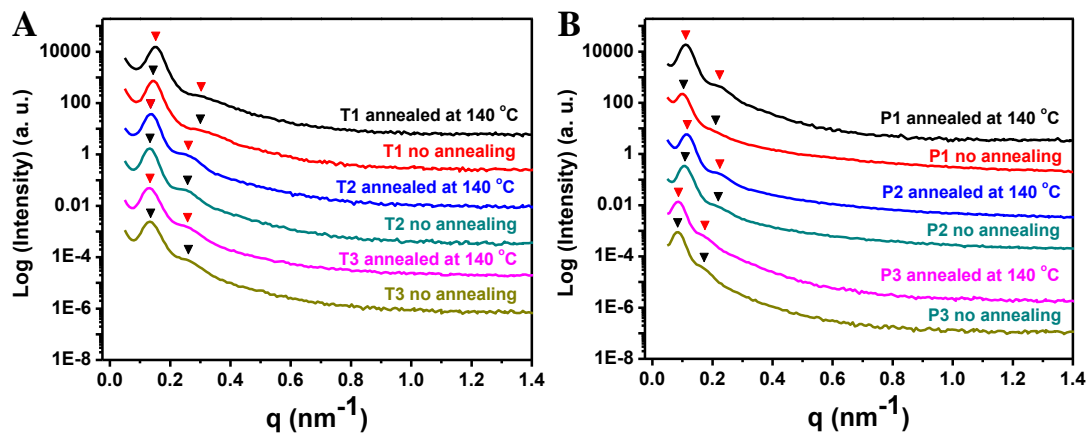 A
Log (Intensity) (a. u.)
10000
100
1
0.01
1E-4
1E-6
1E-8
T1 annealed at 140 °C
T1 no annealing
T2 annealed at 140 °C
T2 no annealing
T3 annealed at 140 °C
T3 no annealing
0.0 0.2 0.4 0.6 0.8 1.0 1.2 1.4
q (nm⁻¹)
B
Log (Intensity) (a. u.)
10000
100
1
0.01
1E-4
1E-6
1E-8
P1 annealed at 140 °C
P1 no annealing
P2 annealed at 140 °C
P2 no annealing
P3 annealed at 140 °C
P3 no annealing
0.0 0.2 0.4 0.6 0.8 1.0 1.2 1.4
q (nm⁻¹)